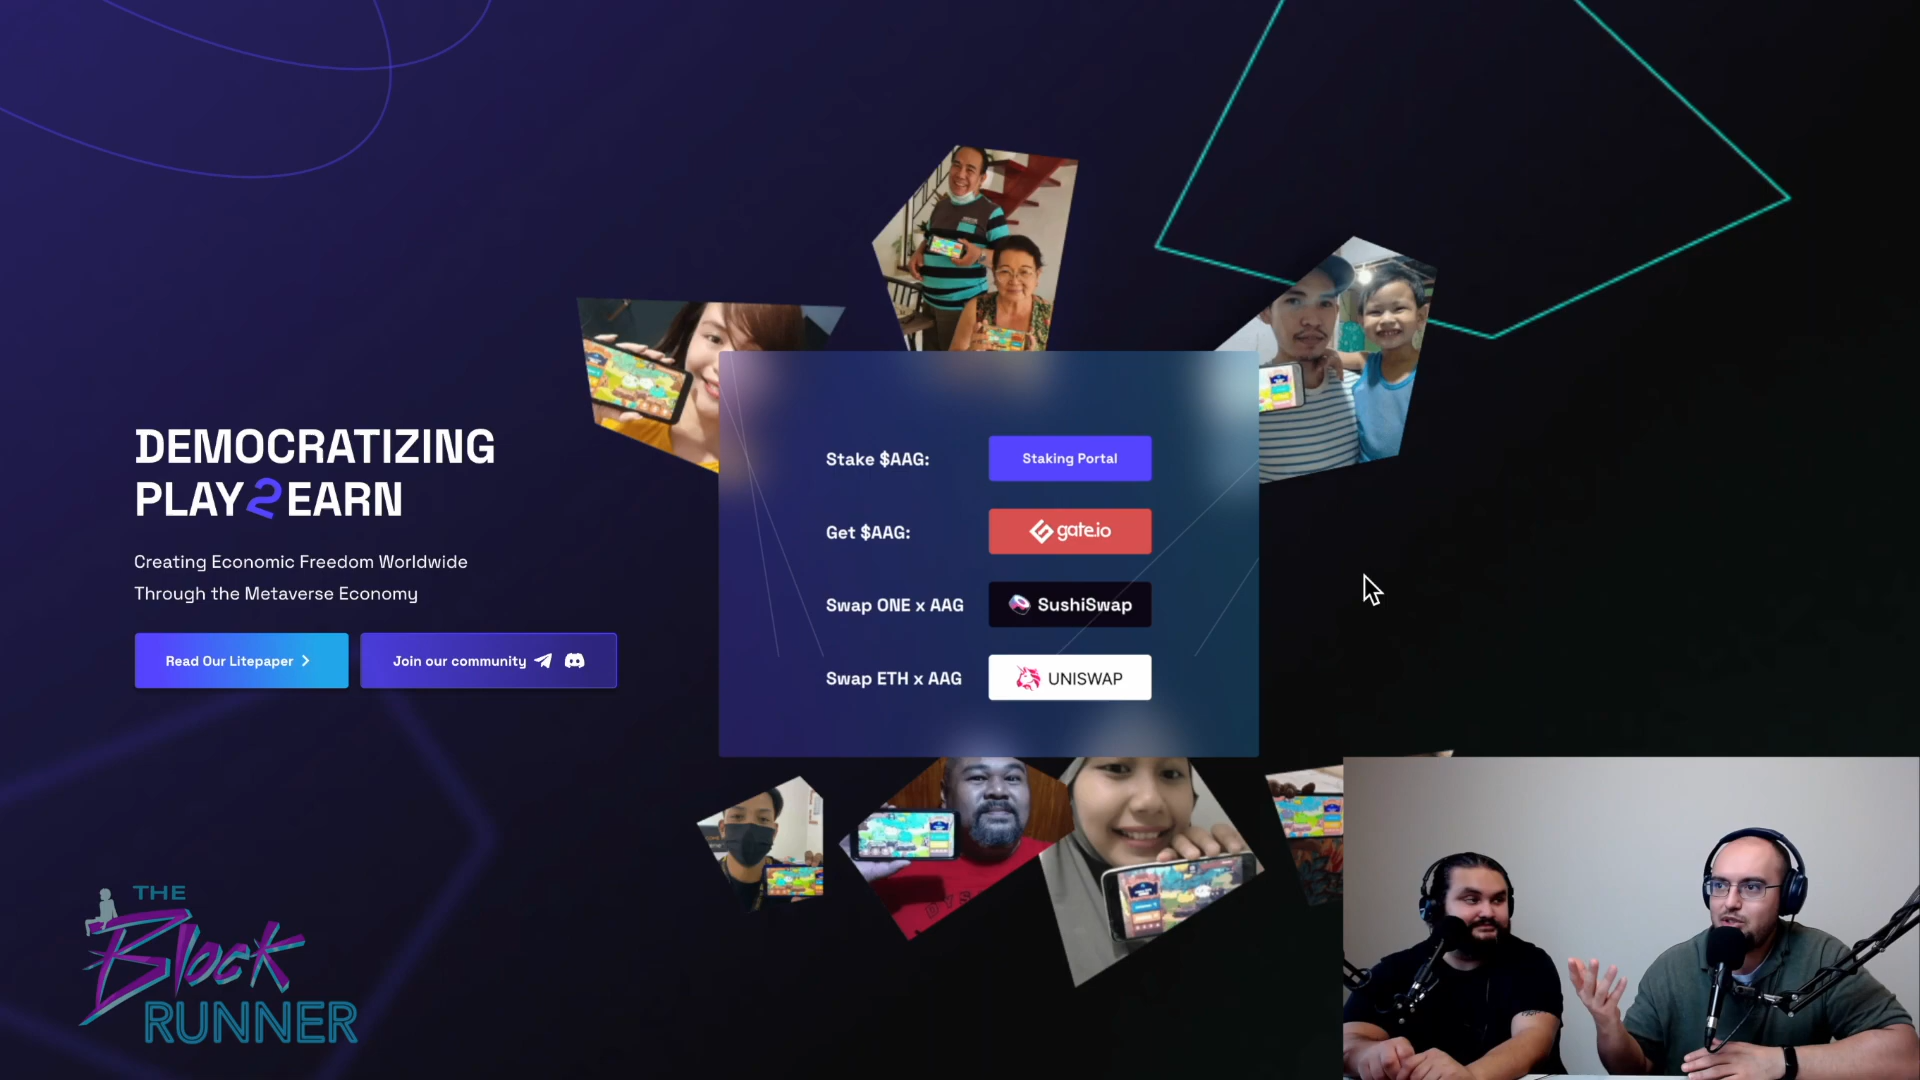 DEMOCRATIZING
PLAY2EARN
Creating Economic Freedom Worldwide
Through the Metaverse Economy
Read Our Litepaper
Join our community
Stake $AAG:
Staking Portal
Get $AAG:
gate.io
Swap ONE x AAG
SushiSwap
Swap ETH x AAG
UNISWAP
THE
Block
RUNNER